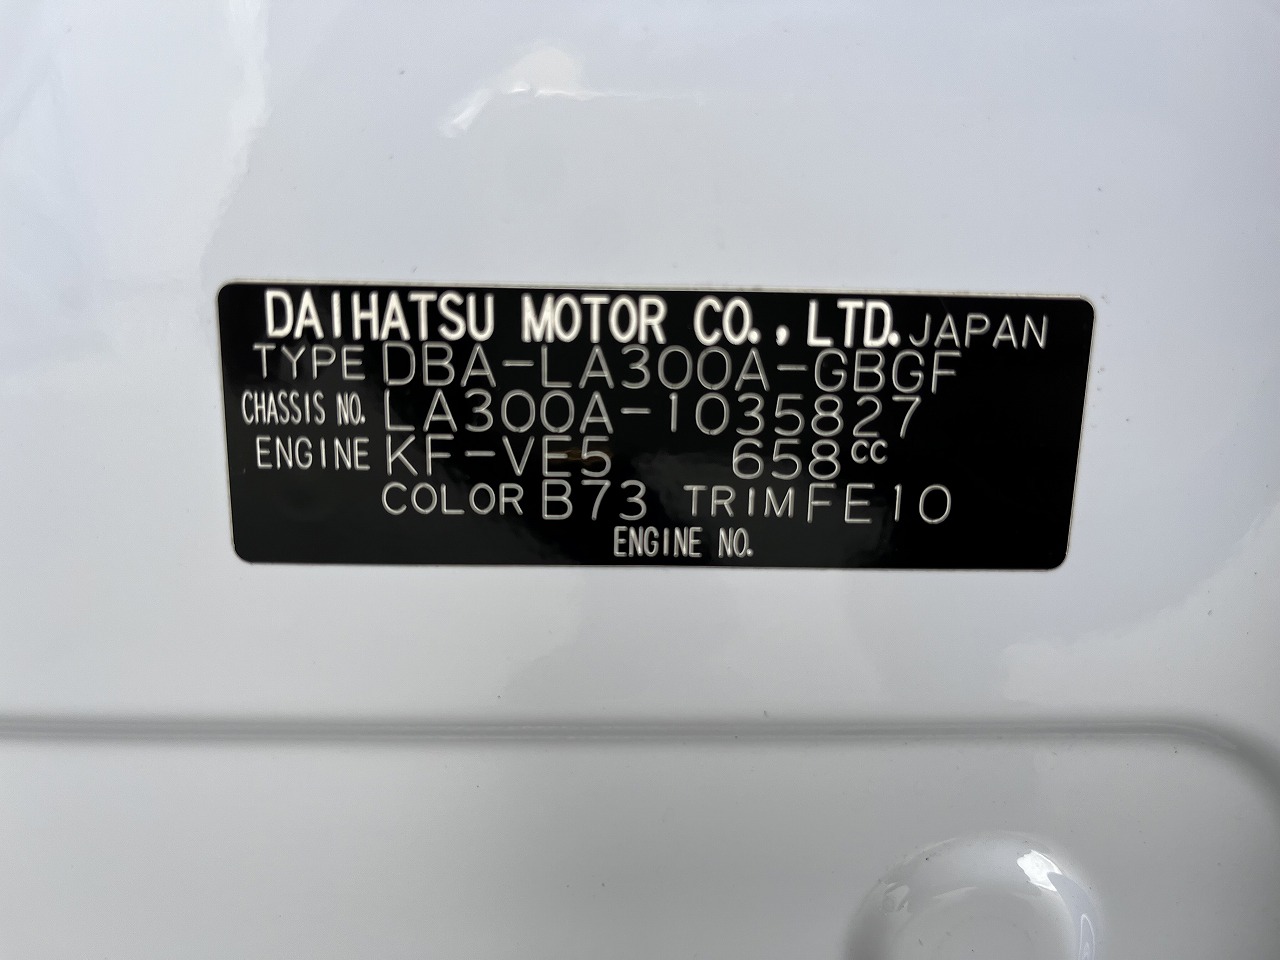 DAIHATSU MOTOR CO., LTD. JAPAN
TYPE DBA-LA300A-GBGF
CHASSIS NO. LA300A-1035827
ENGINE KF-VE5 658cc
COLOR B73 TRIM FE10
ENGINE NO.